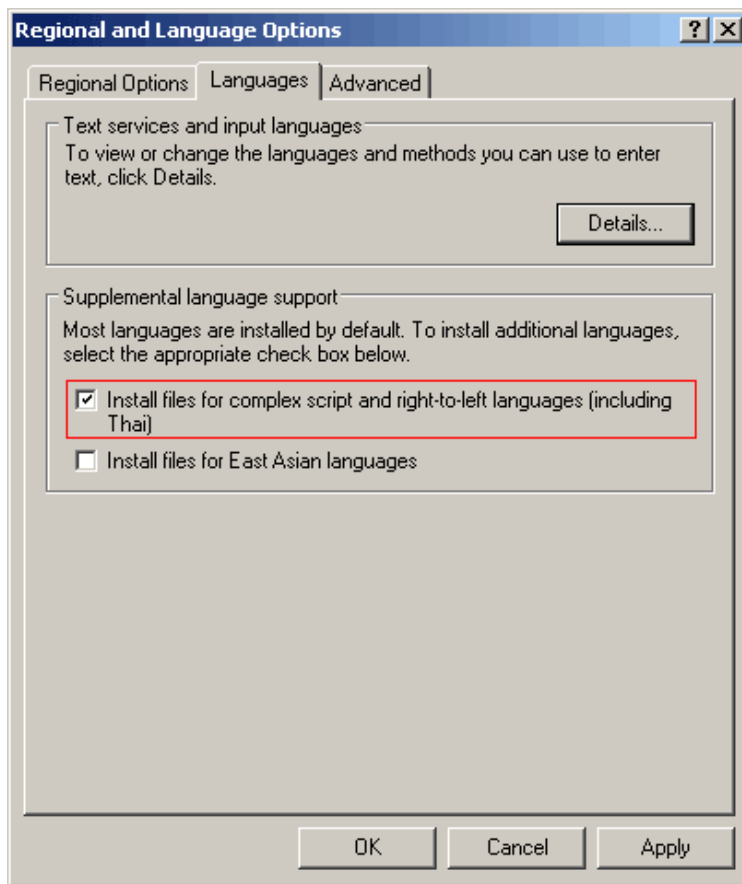 Regional and Language Options
Regional Options Languages Advanced
Text services and input languages
To view or change the languages and methods you can use to enter
text, click Details.
Details...
Supplemental language support
Most languages are installed by default. To install additional languages,
select the appropriate check box below.
Install files for complex script and right-to-left languages (including
Thai)
Install files for East Asian languages
OK Cancel Apply